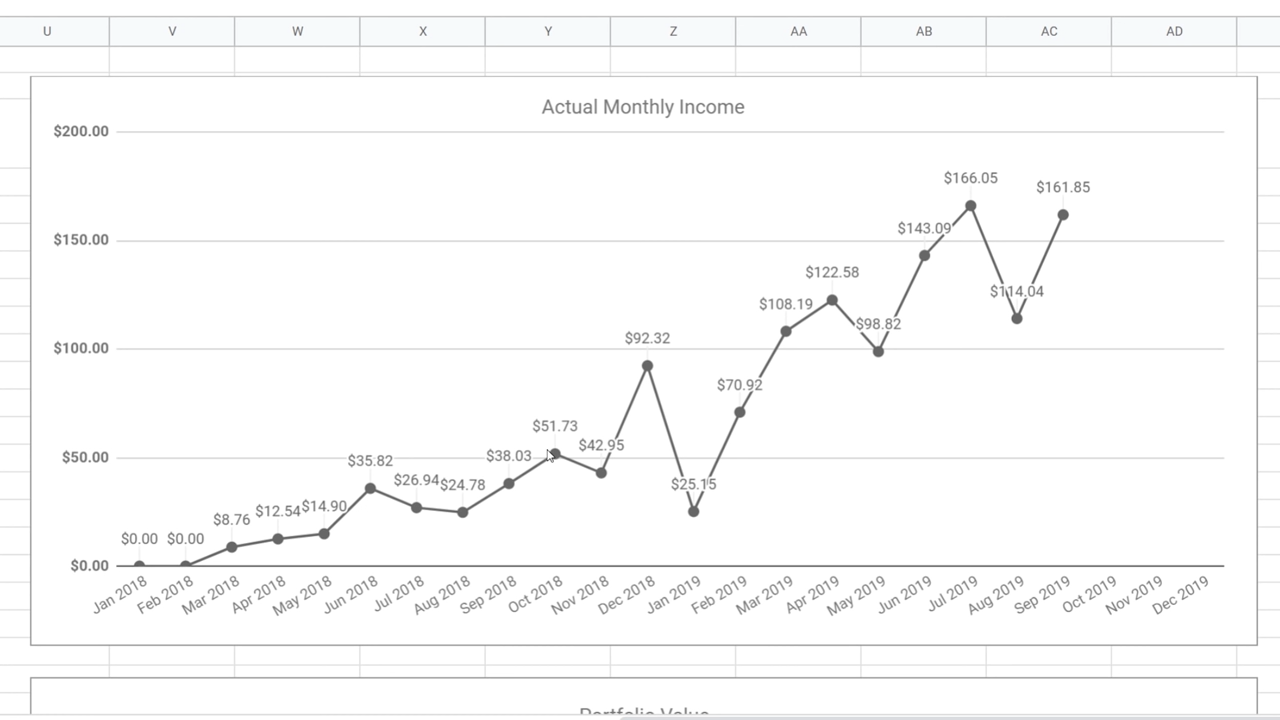 U V W X Y Z AA AB AC AD
Actual Monthly Income
$200.00
$150.00
$100.00
$50.00
$0.00
$0.00 $0.00 $8.76 $12.54 $14.90 $35.82 $26.94 $24.78 $38.03 $51.73 $42.95 $92.32 $25.15 $70.92 $108.19 $122.58 $98.82 $143.09 $166.05 $114.04 $161.85
Jan 2018 Feb 2018 Mar 2018 Apr 2018 May 2018 Jun 2018 Jul 2018 Aug 2018 Sep 2018 Oct 2018 Nov 2018 Dec 2018 Jan 2019 Feb 2019 Mar 2019 Apr 2019 May 2019 Jun 2019 Jul 2019 Aug 2019 Sep 2019 Oct 2019 Nov 2019 Dec 2019
Portfolio Value